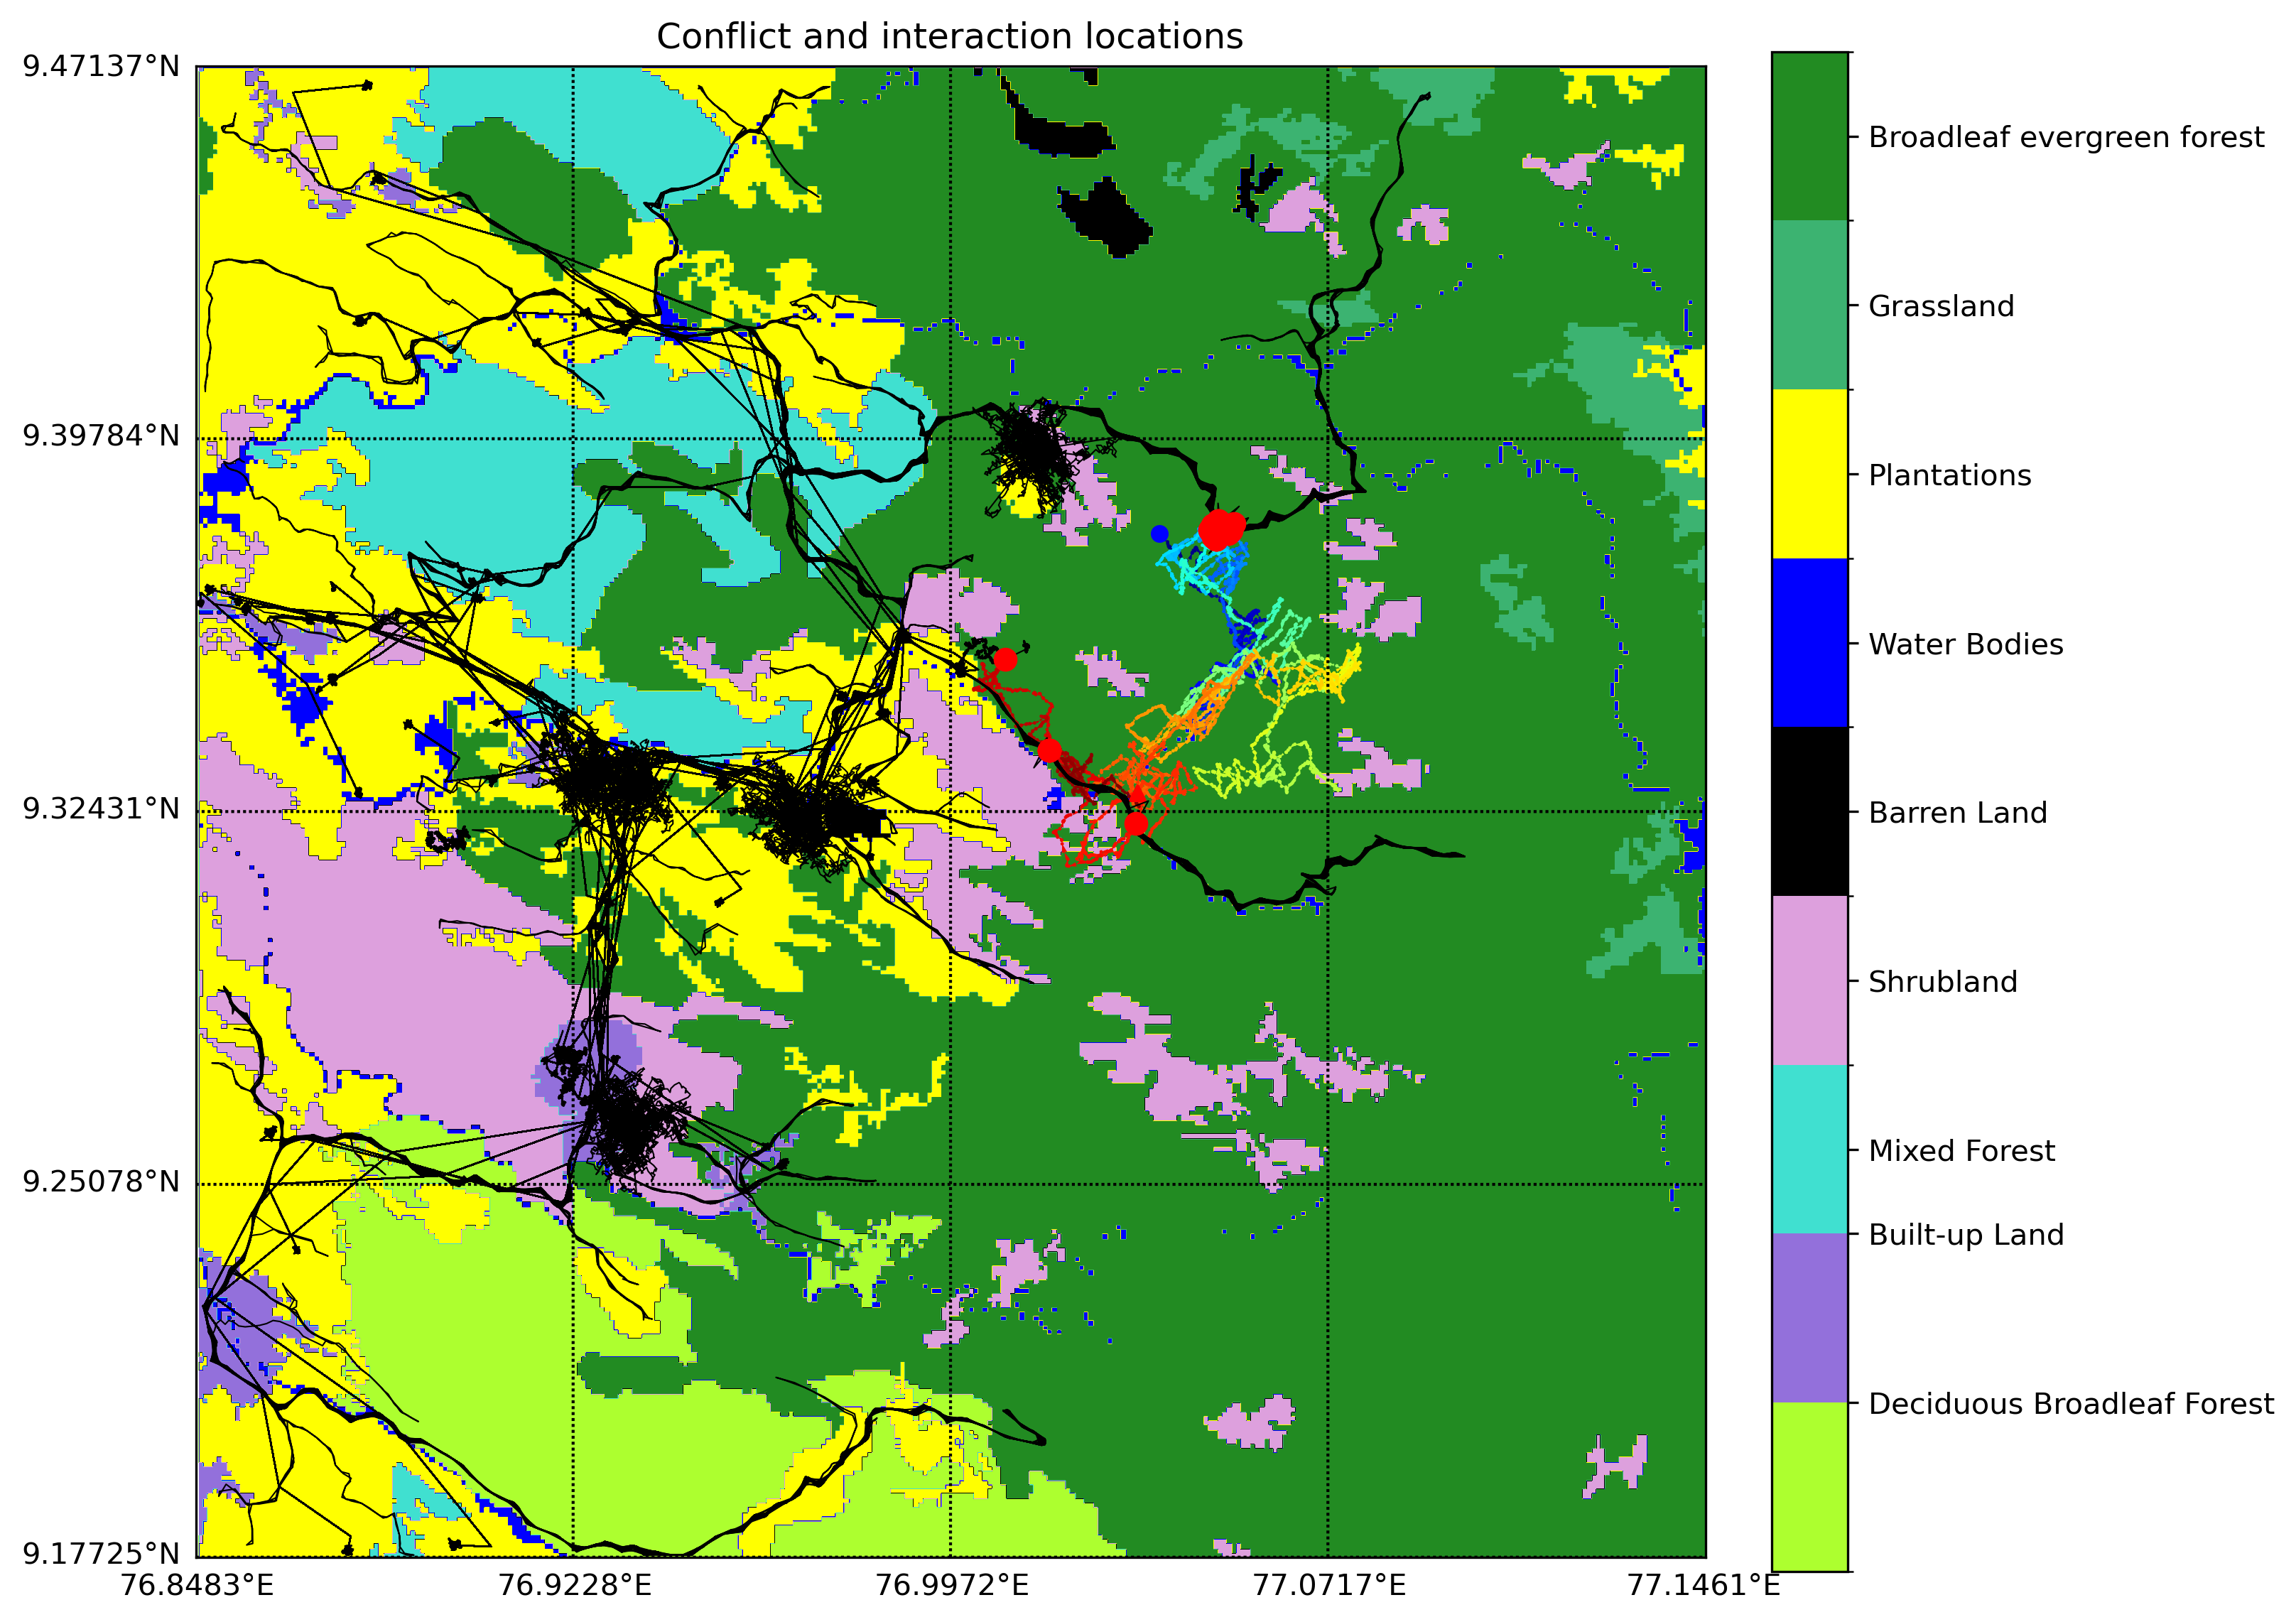 Conflict and interaction locations
9.47137°N
9.39784°N
9.32431°N
9.25078°N
9.17725°N
76.8483°E
76.9228°E
76.9972°E
77.0717°E
77.1461°E
Broadleaf evergreen forest
Grassland
Plantations
Water Bodies
Barren Land
Shrubland
Mixed Forest
Built-up Land
Deciduous Broadleaf Forest